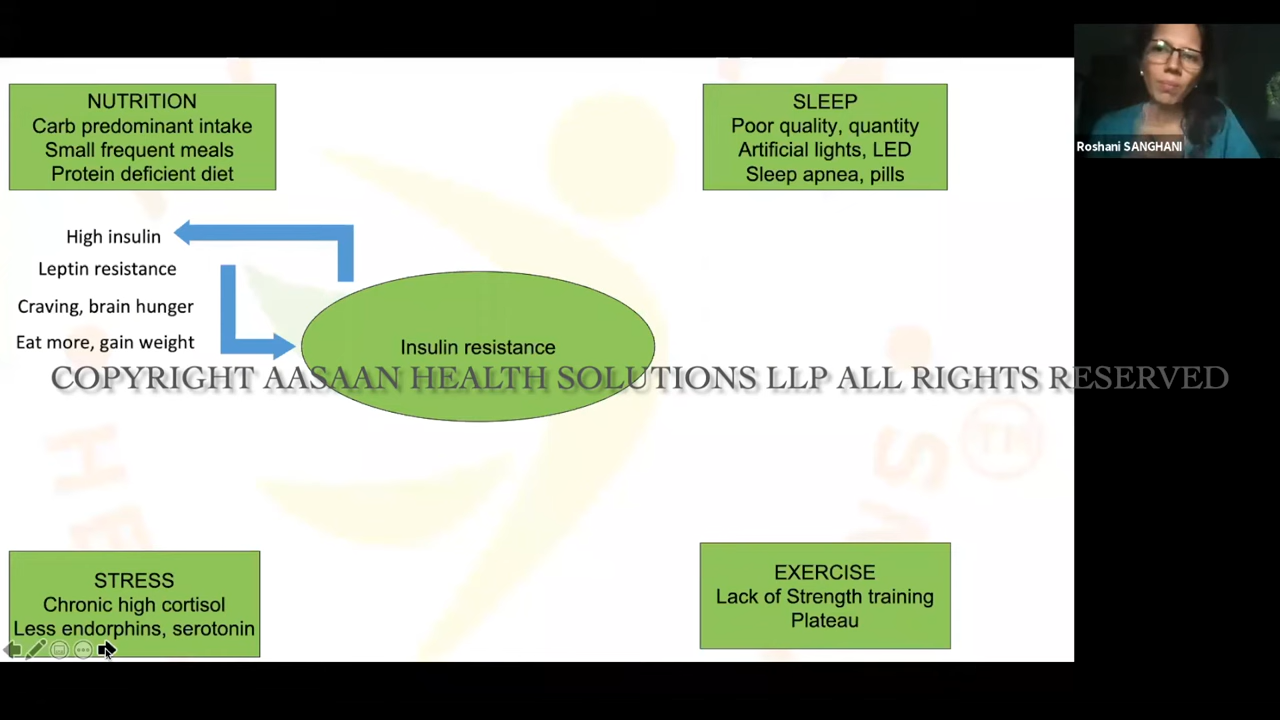 NUTRITION
Carb predominant intake
Small frequent meals
Protein deficient diet
SLEEP
Poor quality, quantity
Artificial lights, LED
Sleep apnea, pills
Roshani SANGHANI
High insulin
Leptin resistance
Craving, brain hunger
Eat more, gain weight
Insulin resistance
COPYRIGHT AASAAN HEALTH SOLUTIONS LLP ALL RIGHTS RESERVED
STRESS
Chronic high cortisol
Less endorphins, serotonin
EXERCISE
Lack of Strength training
Plateau